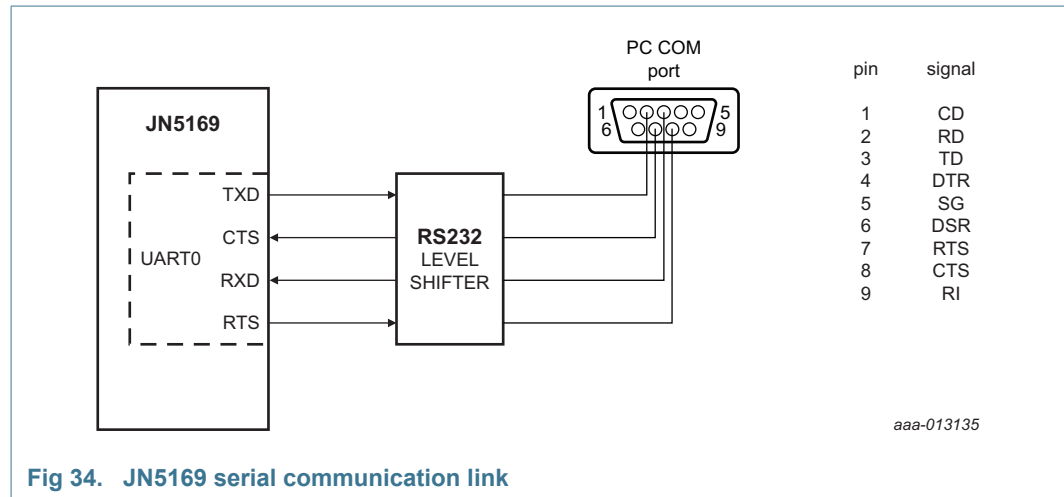 PC COM
port
1 5
6 9
JN5169
UART0
TXD
CTS
RXD
RTS
RS232
LEVEL
SHIFTER
pin signal
1 CD
2 RD
3 TD
4 DTR
5 SG
6 DSR
7 RTS
8 CTS
9 RI
aaa-013135
Fig 34. JN5169 serial communication link